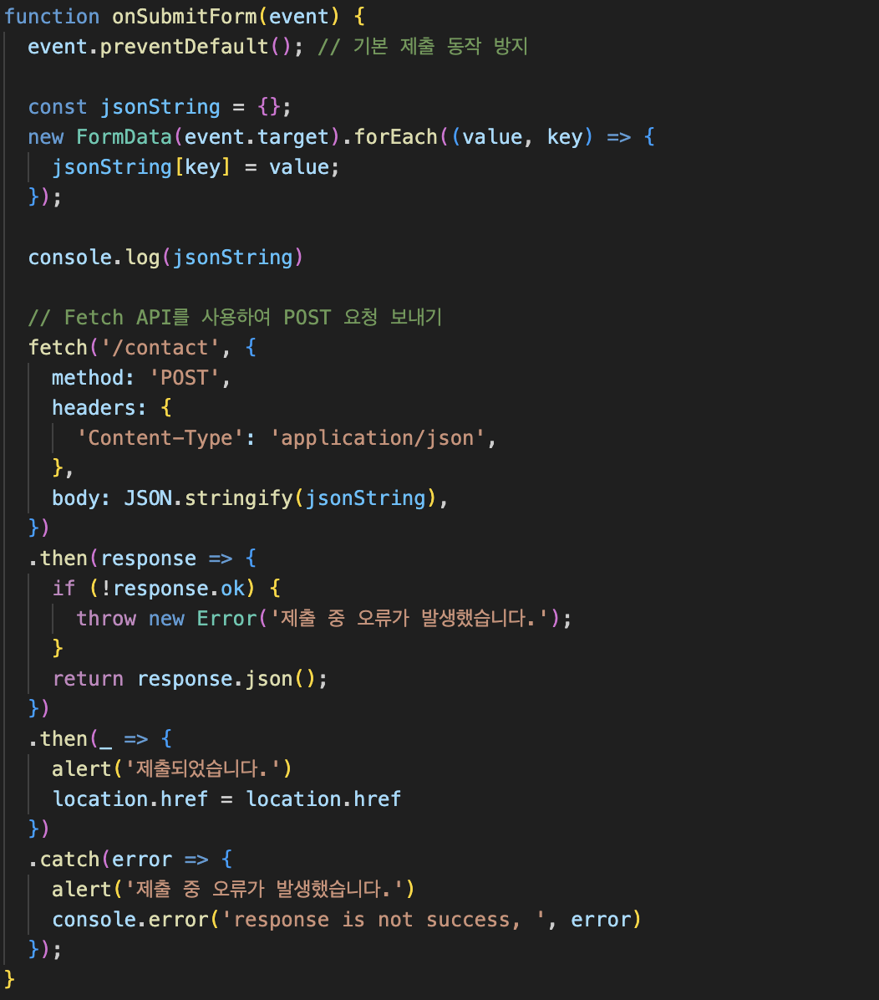 function onSubmitForm(event) {
  event.preventDefault(); // 기본 제출 동작 방지

  const jsonString = {};
  new FormData(event.target).forEach((value, key) => {
    jsonString[key] = value;
  });

  console.log(jsonString)

  // Fetch API를 사용하여 POST 요청 보내기
  fetch('/contact', {
    method: 'POST',
    headers: {
      'Content-Type': 'application/json',
    },
    body: JSON.stringify(jsonString),
  })
  .then(response => {
    if (!response.ok) {
      throw new Error('제출 중 오류가 발생했습니다.');
    }
    return response.json();
  })
  .then(_ => {
    alert('제출되었습니다.')
    location.href = location.href
  })
  .catch(error => {
    alert('제출 중 오류가 발생했습니다.')
    console.error('response is not success, ', error)
  });
}